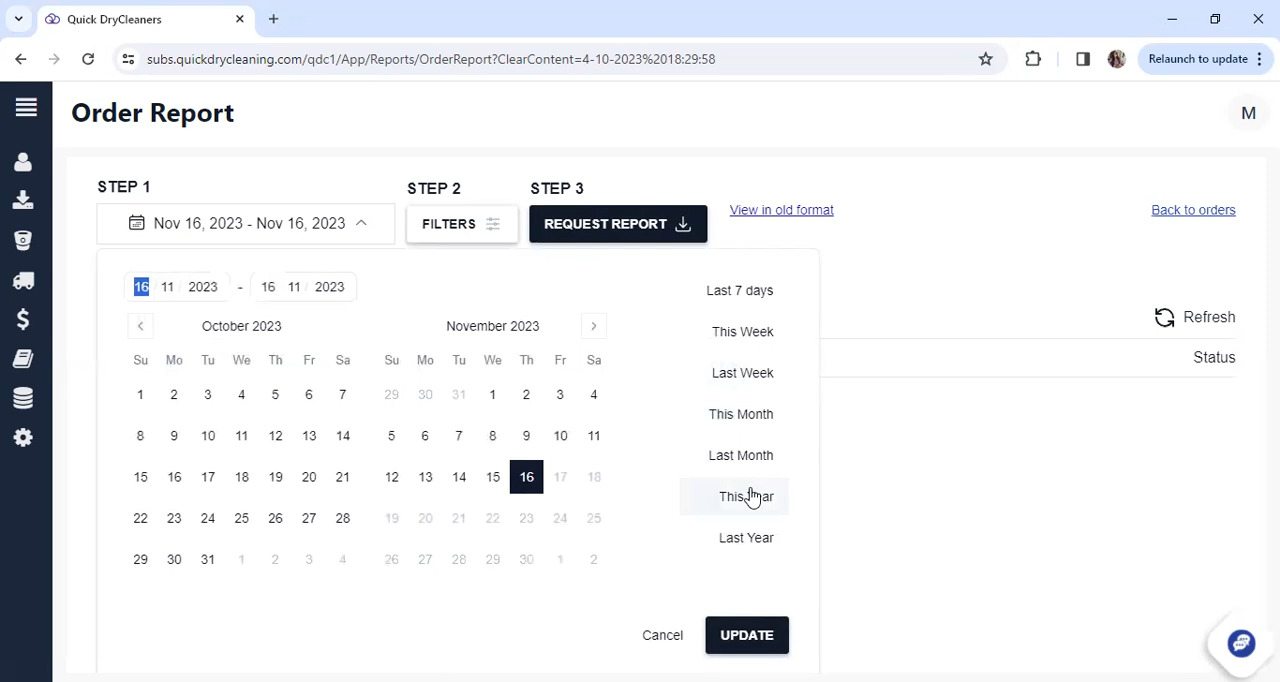 Quick DryCleaners
subs.quickdrycleaning.com/qdc1/App/Reports/OrderReport?ClearContent=4-10-2023%2018:29:58
Relaunch to update
Order Report
M
STEP 1
STEP 2
STEP 3
Nov 16, 2023 - Nov 16, 2023
FILTERS
REQUEST REPORT
View in old format
Back to orders
16 / 11 / 2023 - 16 / 11 / 2023
October 2023
Su Mo Tu We Th Fr Sa
1 2 3 4 5 6 7
8 9 10 11 12 13 14
15 16 17 18 19 20 21
22 23 24 25 26 27 28
29 30 31 1 2 3 4
November 2023
Su Mo Tu We Th Fr Sa
29 30 31 1 2 3 4
5 6 7 8 9 10 11
12 13 14 15 16 17 18
19 20 21 22 23 24 25
26 27 28 29 30 1 2
Last 7 days
This Week
Last Week
This Month
Last Month
This Year
Last Year
Cancel
UPDATE
Refresh
Status